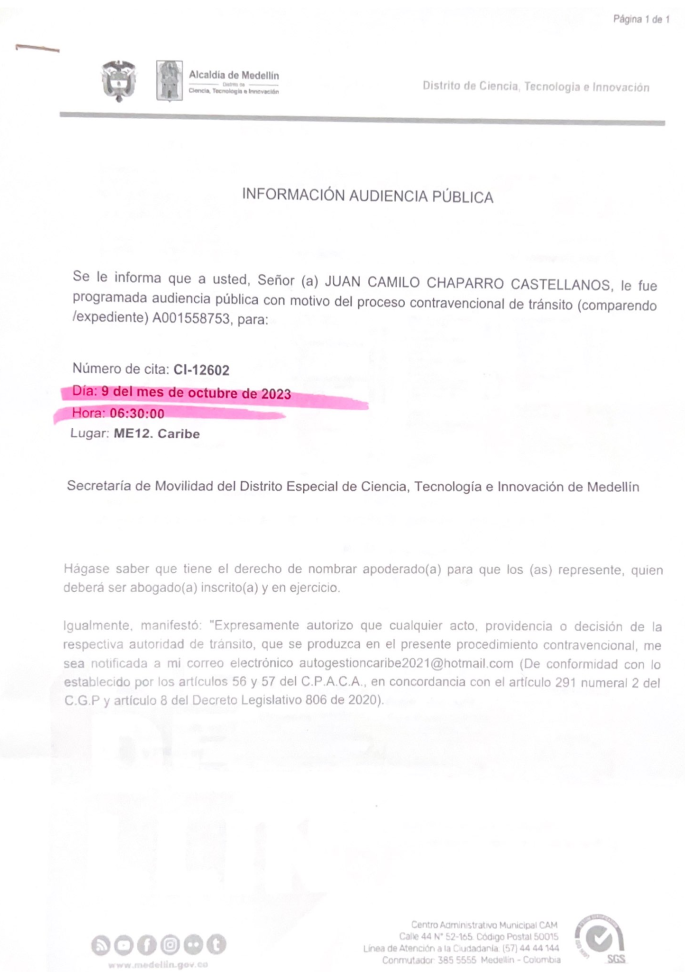 Página 1 de 1
Alcaldía de Medellín
Distrito de
Ciencia, Tecnología e Innovación
Distrito de Ciencia, Tecnología e Innovación
INFORMACIÓN AUDIENCIA PÚBLICA
Se le informa que a usted, Señor (a) JUAN CAMILO CHAPARRO CASTELLANOS, le fue
programada audiencia pública con motivo del proceso contravencional de tránsito (comparendo
/expediente) A001558753, para:
Número de cita: CI-12602
Día: 9 del mes de octubre de 2023
Hora: 06:30:00
Lugar: ME12. Caribe
Secretaría de Movilidad del Distrito Especial de Ciencia, Tecnología e Innovación de Medellín
Hágase saber que tiene el derecho de nombrar apoderado(a) para que los (as) represente, quien
deberá ser abogado(a) inscrito(a) y en ejercicio.
Igualmente, manifestó: "Expresamente autorizo que cualquier acto, providencia o decisión de la
respectiva autoridad de tránsito, que se produzca en el presente procedimiento contravencional, me
sea notificada a mi correo electrónico autogestioncaribe2021@hotmail.com (De conformidad con lo
establecido por los artículos 56 y 57 del C.P.A.C.A., en concordancia con el artículo 291 numeral 2 del
C.G.P y artículo 8 del Decreto Legislativo 806 de 2020).
Centro Administrativo Municipal CAM
Calle 44 N° 52-165. Código Postal 50015
Línea de Atención a la Ciudadanía: (57) 44 44 144
Conmutador: 385 5555. Medellín - Colombia
www.medellin.gov.co
SGS